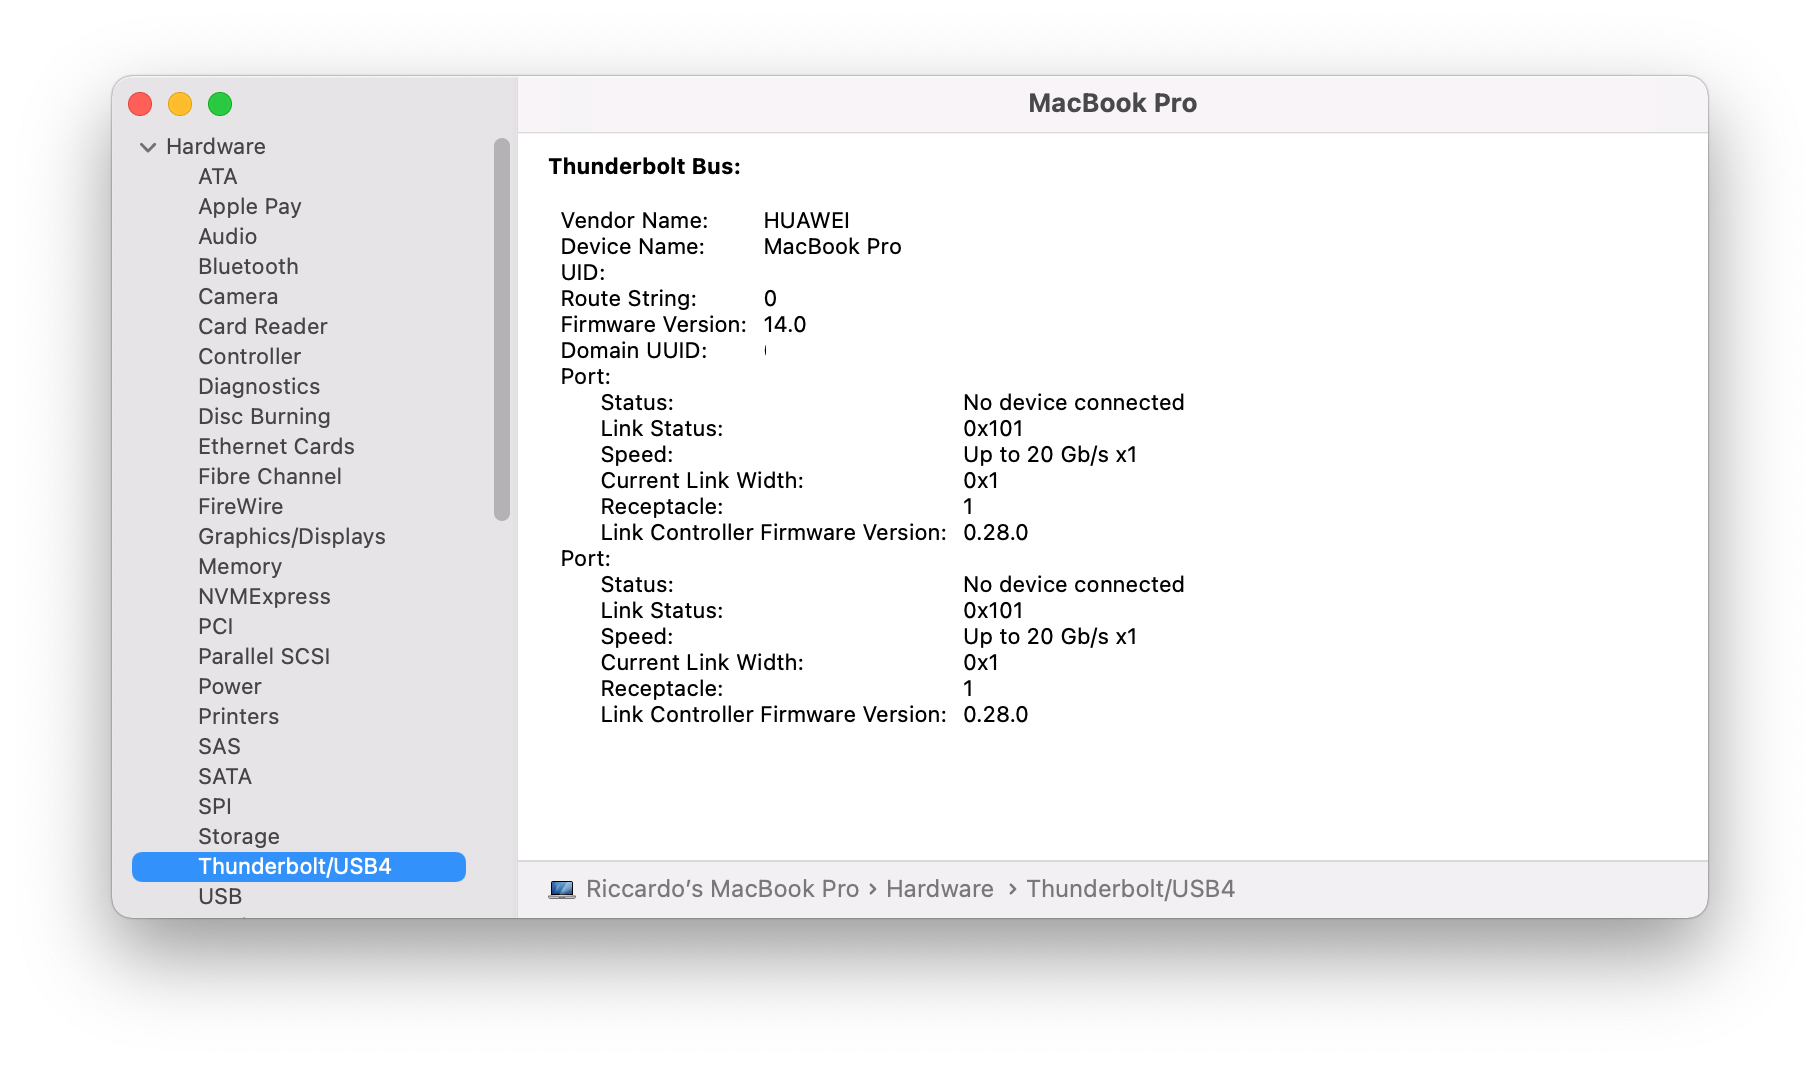 Hardware
ATA
Apple Pay
Audio
Bluetooth
Camera
Card Reader
Controller
Diagnostics
Disc Burning
Ethernet Cards
Fibre Channel
FireWire
Graphics/Displays
Memory
NVMExpress
PCI
Parallel SCSI
Power
Printers
SAS
SATA
SPI
Storage
Thunderbolt/USB4
USB
MacBook Pro
Thunderbolt Bus:
Vendor Name: HUAWEI
Device Name: MacBook Pro
UID:
Route String: 0
Firmware Version: 14.0
Domain UUID:
Port:
Status: No device connected
Link Status: 0x101
Speed: Up to 20 Gb/s x1
Current Link Width: 0x1
Receptacle: 1
Link Controller Firmware Version: 0.28.0
Port:
Status: No device connected
Link Status: 0x101
Speed: Up to 20 Gb/s x1
Current Link Width: 0x1
Receptacle: 1
Link Controller Firmware Version: 0.28.0
Riccardo’s MacBook Pro › Hardware › Thunderbolt/USB4